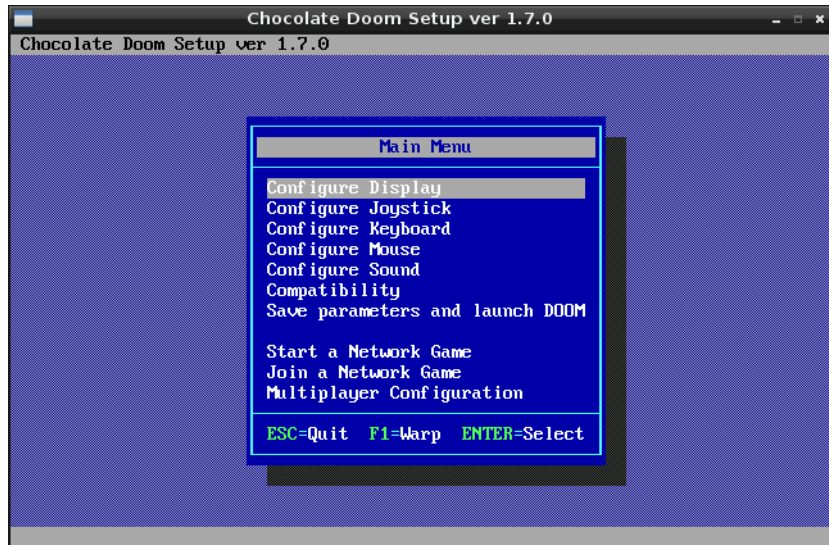 Chocolate Doom Setup ver 1.7.0
Chocolate Doom Setup ver 1.7.0
Main Menu
Configure Display
Configure Joystick
Configure Keyboard
Configure Mouse
Configure Sound
Compatibility
Save parameters and launch DOOM
Start a Network Game
Join a Network Game
Multiplayer Configuration
ESC=Quit F1=Warp ENTER=Select